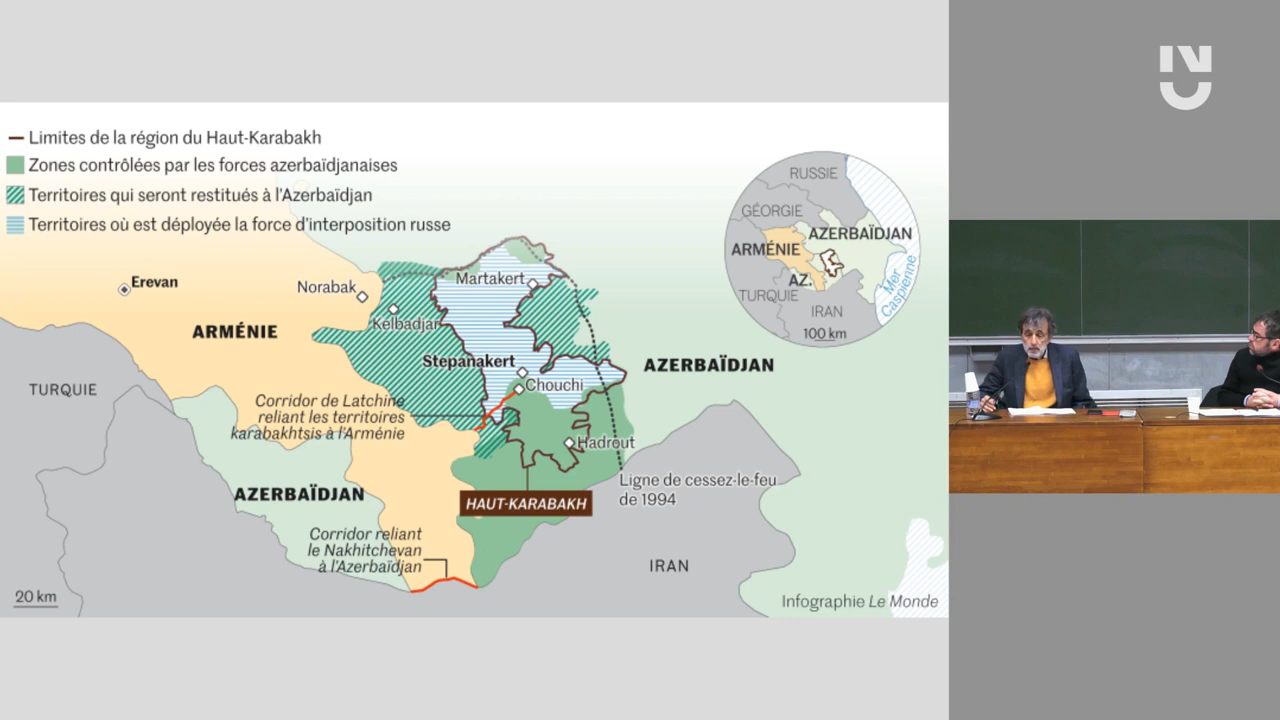 Limites de la région du Haut-Karabakh
Zones contrôlées par les forces azerbaïdjanaises
Territoires qui seront restitués à l'Azerbaïdjan
Territoires où est déployée la force d'interposition russe
RUSSIE
GÉORGIE
AZERBAÏDJAN
ARMÉNIE
AZ.
TURQUIE
IRAN
Mer
Caspienne
100 km
Erevan
Norabak
Martakert
Kelbadjar
ARMÉNIE
Stepanakert
AZERBAÏDJAN
TURQUIE
Chouchi
Corridor de Latchine
reliant les territoires
karabakhtsis à l'Arménie
Hadrout
Ligne de cessez-le-feu
de 1994
AZERBAÏDJAN
HAUT-KARABAKH
Corridor reliant
le Nakhitchevan
à l'Azerbaïdjan
IRAN
20 km
Infographie Le Monde
NU